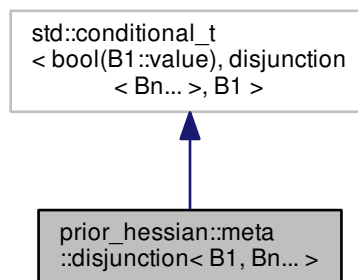 std::conditional_t
< bool(B1::value), disjunction
< Bn... >, B1 >
prior_hessian::meta
::disjunction< B1, Bn... >